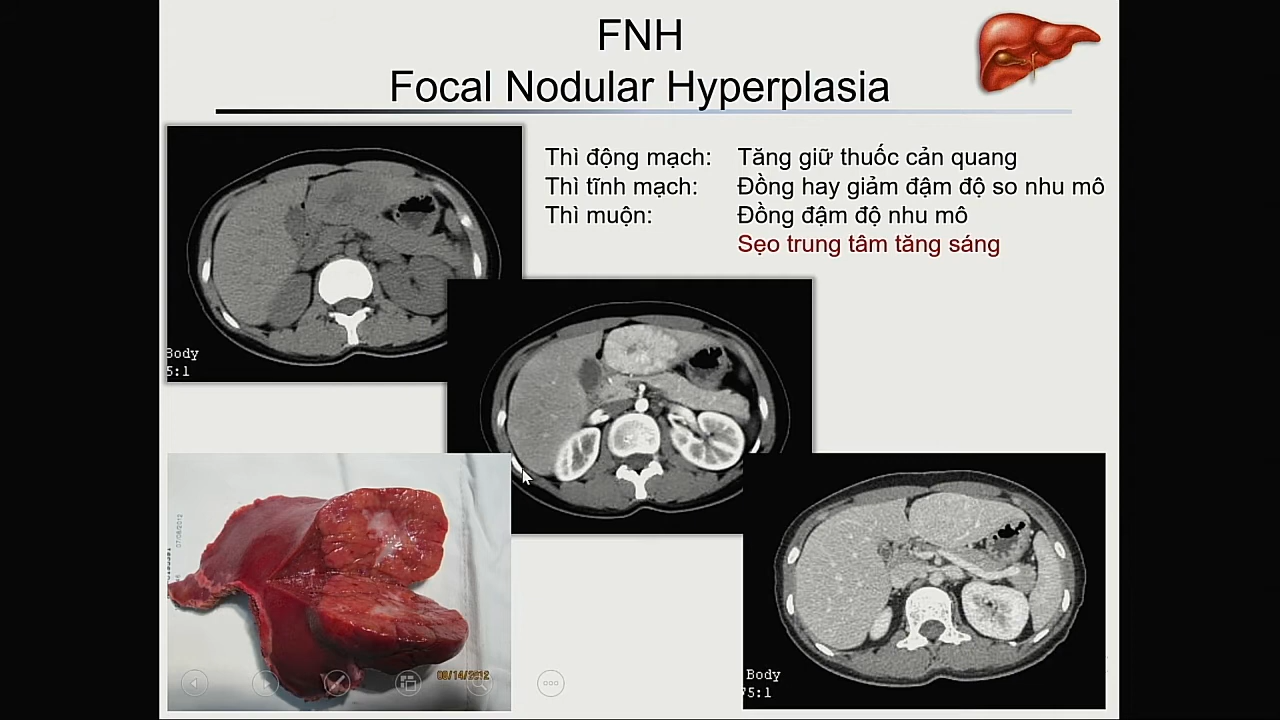 FNH
Focal Nodular Hyperplasia
Thì động mạch: Tăng giữ thuốc cản quang
Thì tĩnh mạch: Đồng hay giảm đậm độ so nhu mô
Thì muộn: Đồng đậm độ nhu mô
Sẹo trung tâm tăng sáng
Body
5:1
Body
75:1
08/14/2012